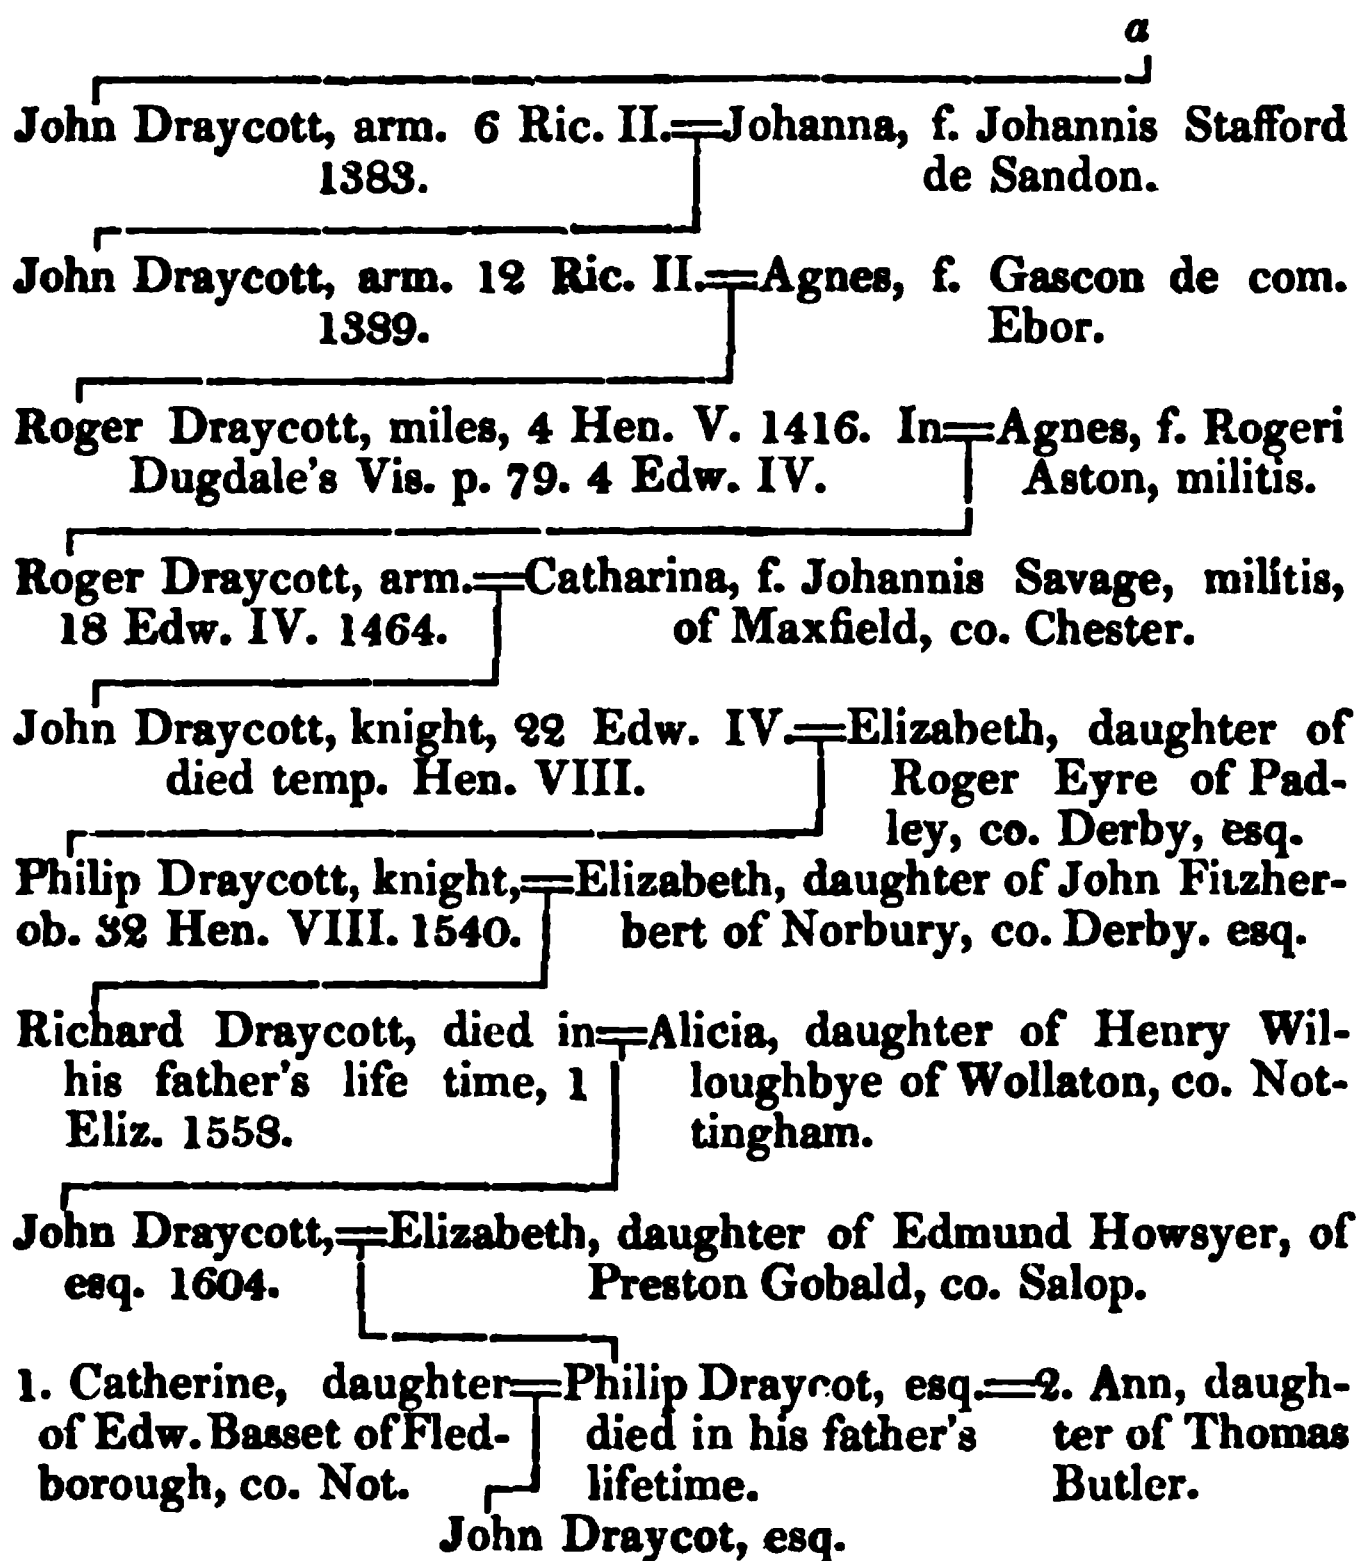 a
John Draycott, arm. 6 Ric. II.=Johanna, f. Johannis Stafford
1383. de Sandon.
John Draycott, arm. 12 Ric. II.=Agnes, f. Gascon de com.
1389. Ebor.
Roger Draycott, miles, 4 Hen. V. 1416. In=Agnes, f. Rogeri
Dugdale's Vis. p. 79. 4 Edw. IV. Aston, militis.
Roger Draycott, arm.=Catharina, f. Johannis Savage, militis,
18 Edw. IV. 1464. of Maxfield, co. Chester.
John Draycott, knight, 22 Edw. IV.=Elizabeth, daughter of
died temp. Hen. VIII. Roger Eyre of Pad-
ley, co. Derby, esq.
Philip Draycott, knight,=Elizabeth, daughter of John Fitzher-
ob. 32 Hen. VIII. 1540. bert of Norbury, co. Derby. esq.
Richard Draycott, died in=Alicia, daughter of Henry Wil-
his father's life time, 1 loughbye of Wollaton, co. Not-
Eliz. 1558. tingham.
John Draycott,=Elizabeth, daughter of Edmund Howsyer, of
esq. 1604. Preston Gobald, co. Salop.
1. Catherine, daughter=Philip Draycot, esq.=2. Ann, daugh-
of Edw. Basset of Fled- died in his father's ter of Thomas
borough, co. Not. lifetime. Butler.
John Draycot, esq.